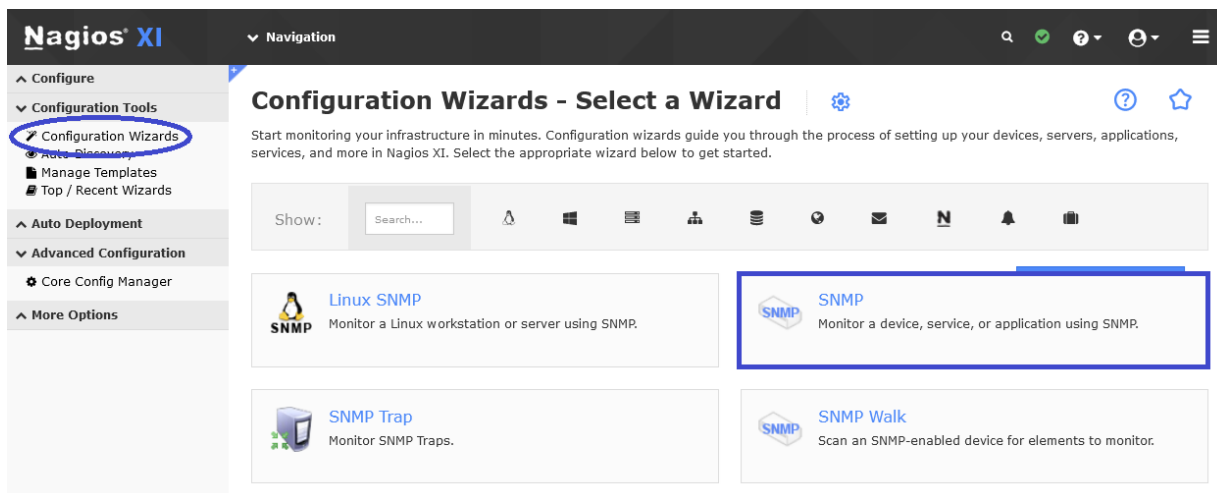 Nagios XI
Navigation
Configure
Configuration Tools
Configuration Wizards
Auto-Discovery
Manage Templates
Top / Recent Wizards
Auto Deployment
Advanced Configuration
Core Config Manager
More Options
Configuration Wizards - Select a Wizard
Start monitoring your infrastructure in minutes. Configuration wizards guide you through the process of setting up your devices, servers, applications,
services, and more in Nagios XI. Select the appropriate wizard below to get started.
Show:
Search...
N
SNMP
Linux SNMP
Monitor a Linux workstation or server using SNMP.
SNMP
SNMP
Monitor a device, service, or application using SNMP.
SNMP Trap
Monitor SNMP Traps.
SNMP
SNMP Walk
Scan an SNMP-enabled device for elements to monitor.